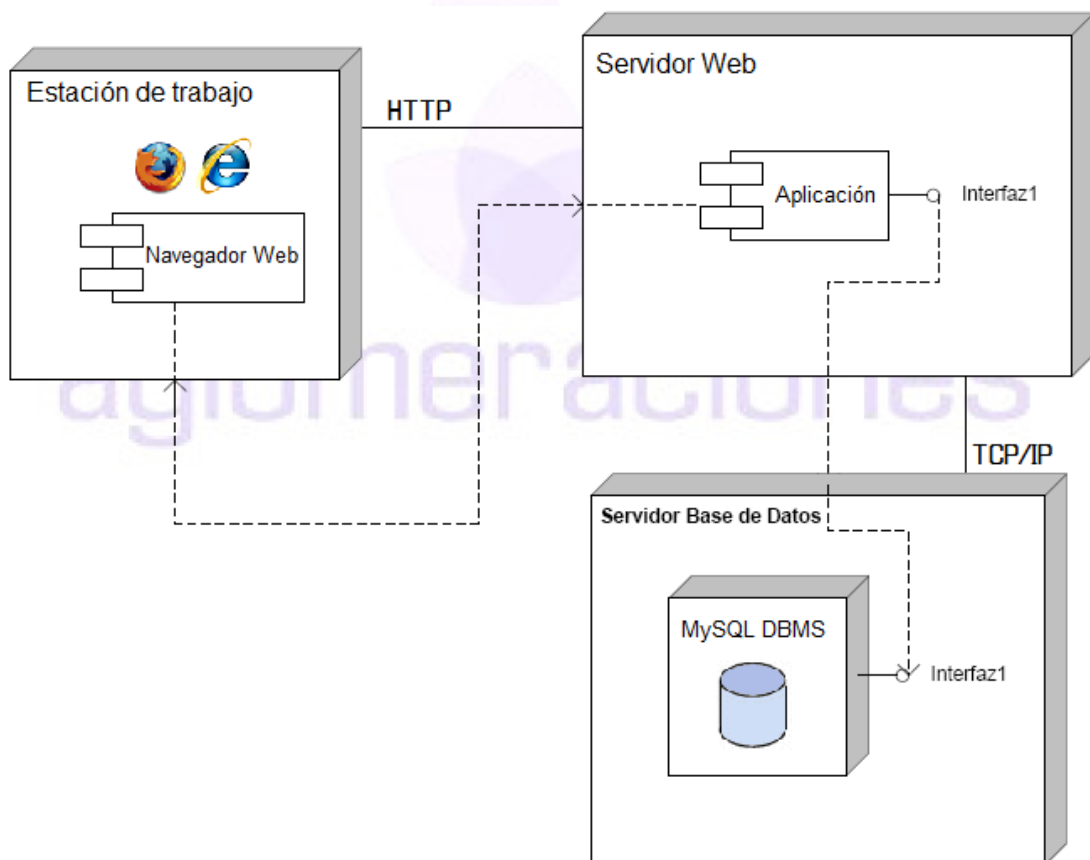 Servidor Web
Estación de trabajo
HTTP
Aplicación
Interfaz1
Navegador Web
aglomeraciones
TCP/IP
Servidor Base de Datos
MySQL DBMS
Interfaz1